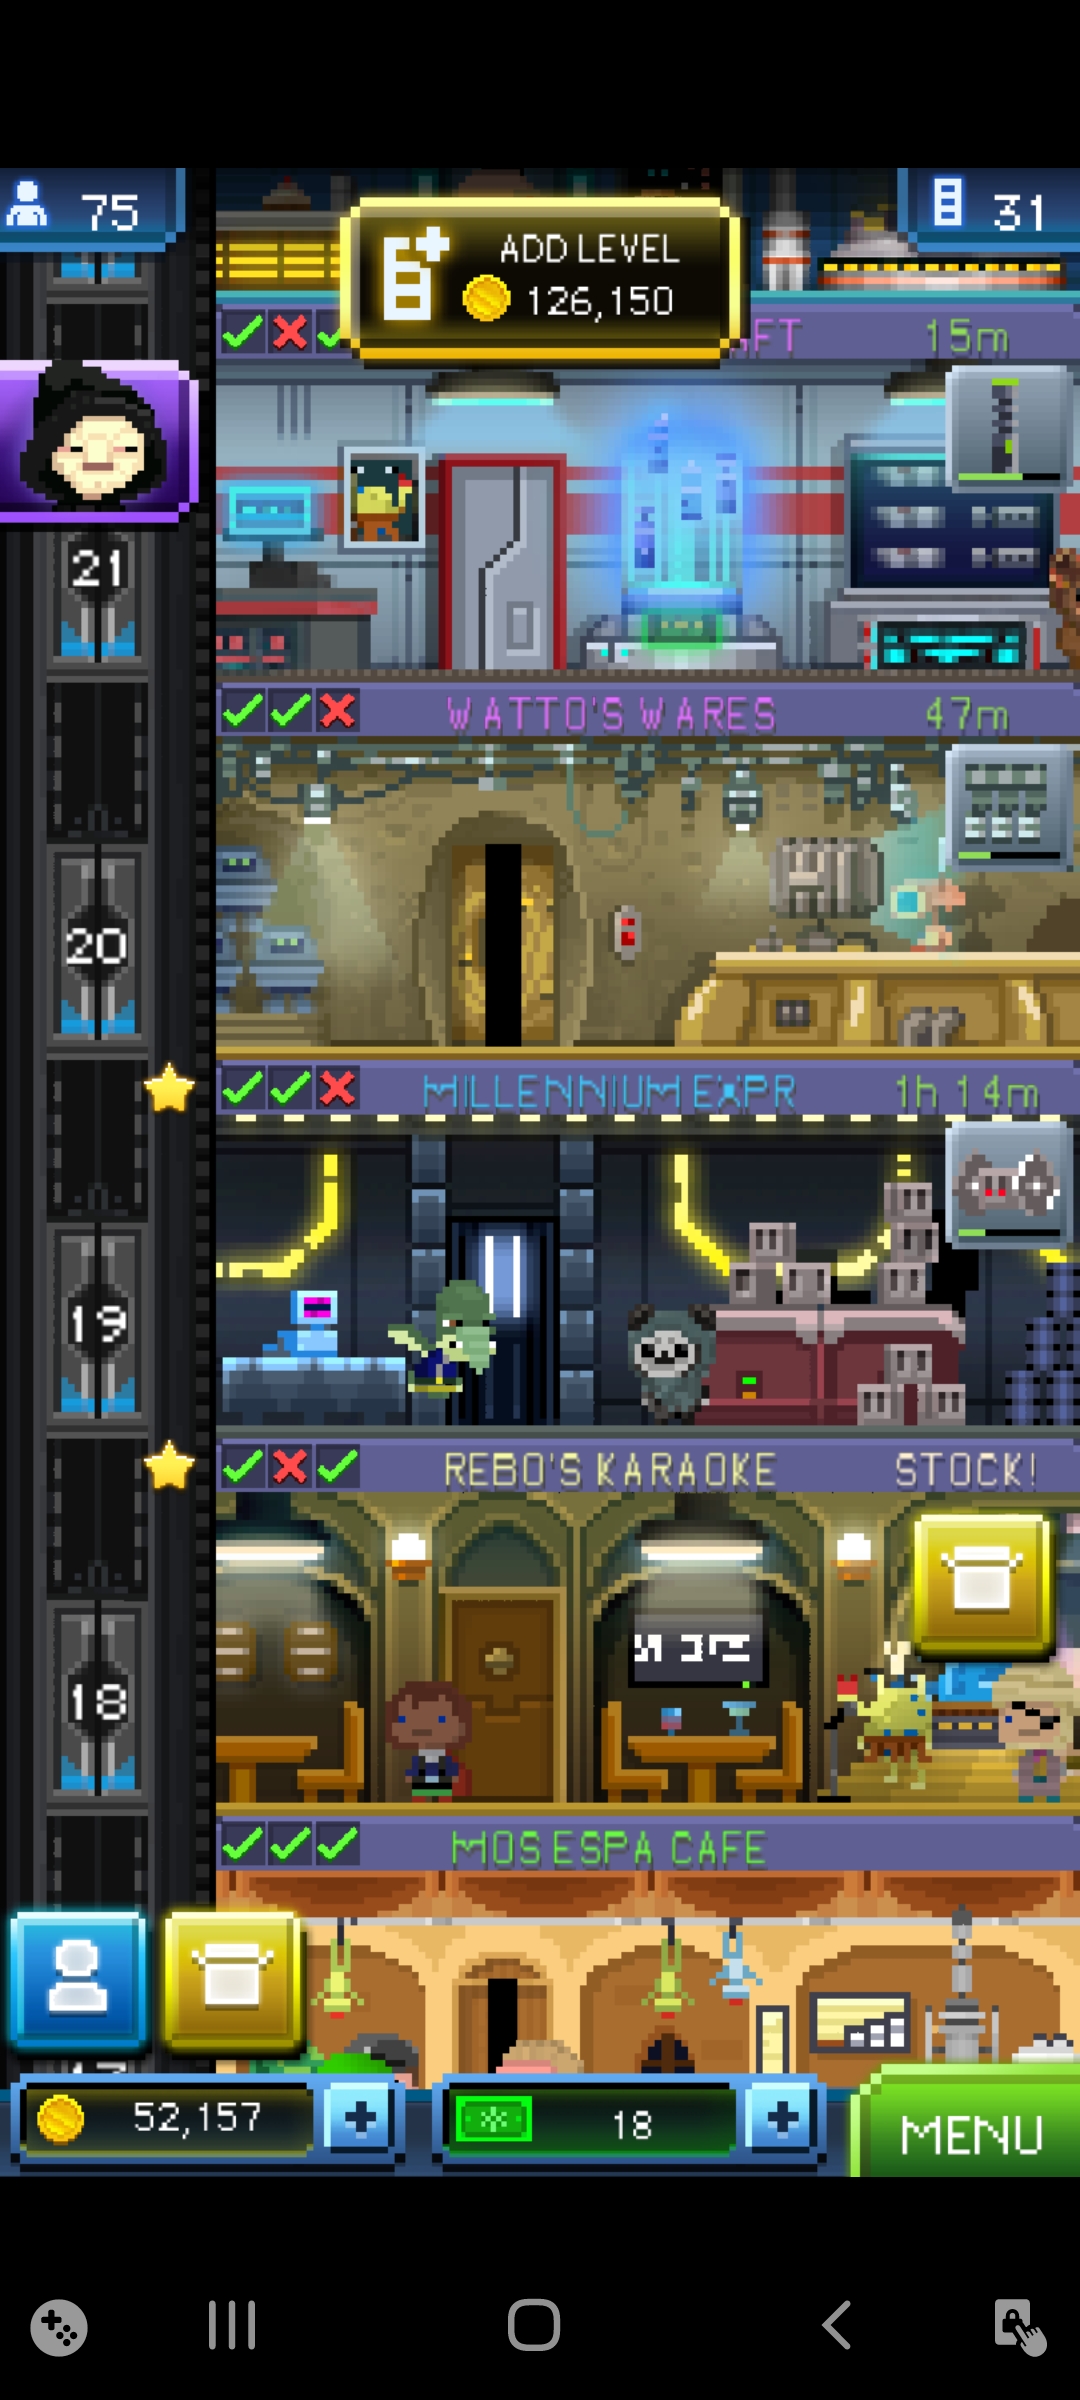 75
ADD LEVEL
126,150
31
15m
21
WATTO'S WARES
47m
20
MILLENNIUM EXPR
1h 14m
19
REBO'S KARAOKE
STOCK!
18
MOS ESPA CAFE
52,157
18
MENU